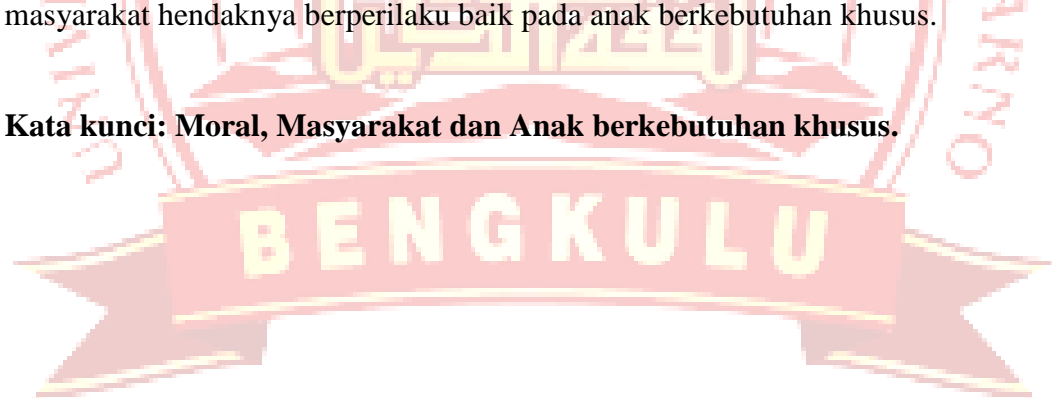 masyarakat hendaknya berperilaku baik pada anak berkebutuhan khusus.
Kata kunci: Moral, Masyarakat dan Anak berkebutuhan khusus.
BENGKULU